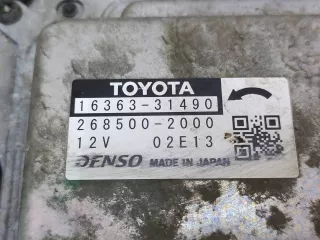 TOYOTA
16363-31490
268500-2000
12V 02E13
DENSO MADE IN JAPAN